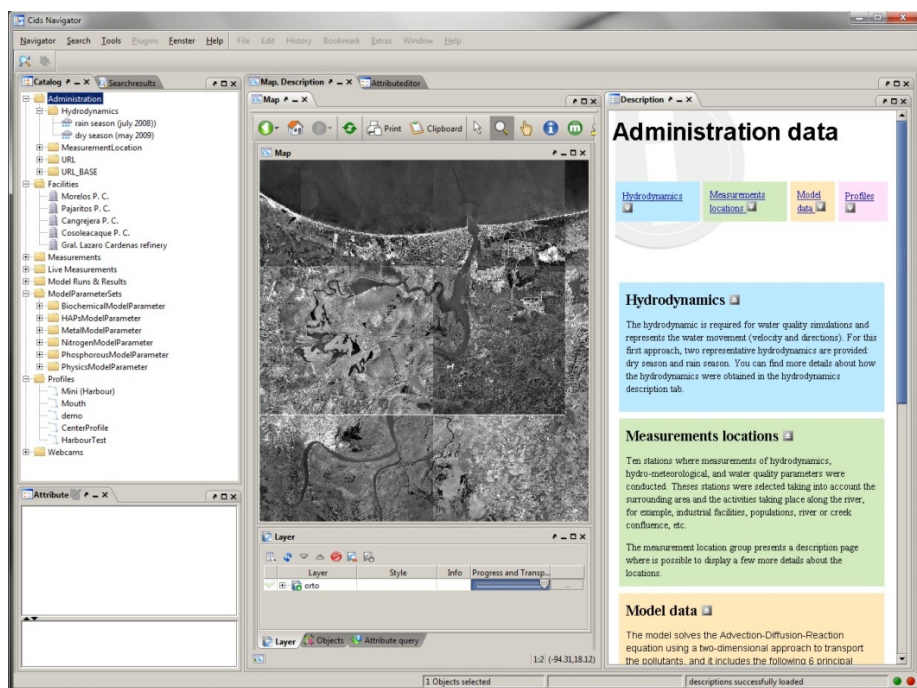 Cids Navigator
Navigator Search Tools Plugins Fenster Help File Edit History Bookmark Extras Window Help
Catalog Searchresults
Administration
Hydrodynamics
rain season (july 2008))
dry season (may 2009)
MeasurementLocation
URL
URL_BASE
Facilities
Morelos P. C.
Pajaritos P. C.
Cangrejera P. C.
Cosoleacaque P. C.
Gral. Lazaro Cardenas refinery
Measurements
Live Measurements
Model Runs & Results
ModelParameterSets
BiochemicalModelParameter
HAPsModelParameter
MetalModelParameter
NitrogenModelParameter
PhosphorousModelParameter
PhysicsModelParameter
Profiles
Mini (Harbour)
Mouth
demo
CenterProfile
HarbourTest
Webcams
Attribute
Map, Description Attributeditor
Map
Print Clipboard
Map
Layer
Layer Style Info Progress and Transp...
orto
Layer Objects Attribute query
1:2 (-94.31,18.12)
Description
Administration data
Hydrodynamics
Measurements
locations
Model
data
Profiles
Hydrodynamics
The hydrodynamic is required for water quality simulations and
represents the water movement (velocity and directions). For this
first approach, two representative hydrodynamics are provided:
dry season and rain season. You can find more details about how
the hydrodynamics were obtained in the hydrodynamics
description tab.
Measurements locations
Ten stations where measurements of hydrodynamics,
hydro-meteorological, and water quality parameters were
conducted. Theses stations were selected taking into account the
surrounding area and the activities taking place along the river,
for example, industrial facilities, populations, river or creek
confluence, etc.
The measurement location group presents a description page
where is possible to display a few more details about the
locations.
Model data
The model solves the Advection-Diffusion-Reaction
equation using a two-dimensional approach to transport
the pollutants, and it includes the following 6 principal
1 Objects selected
descriptions successfully loaded